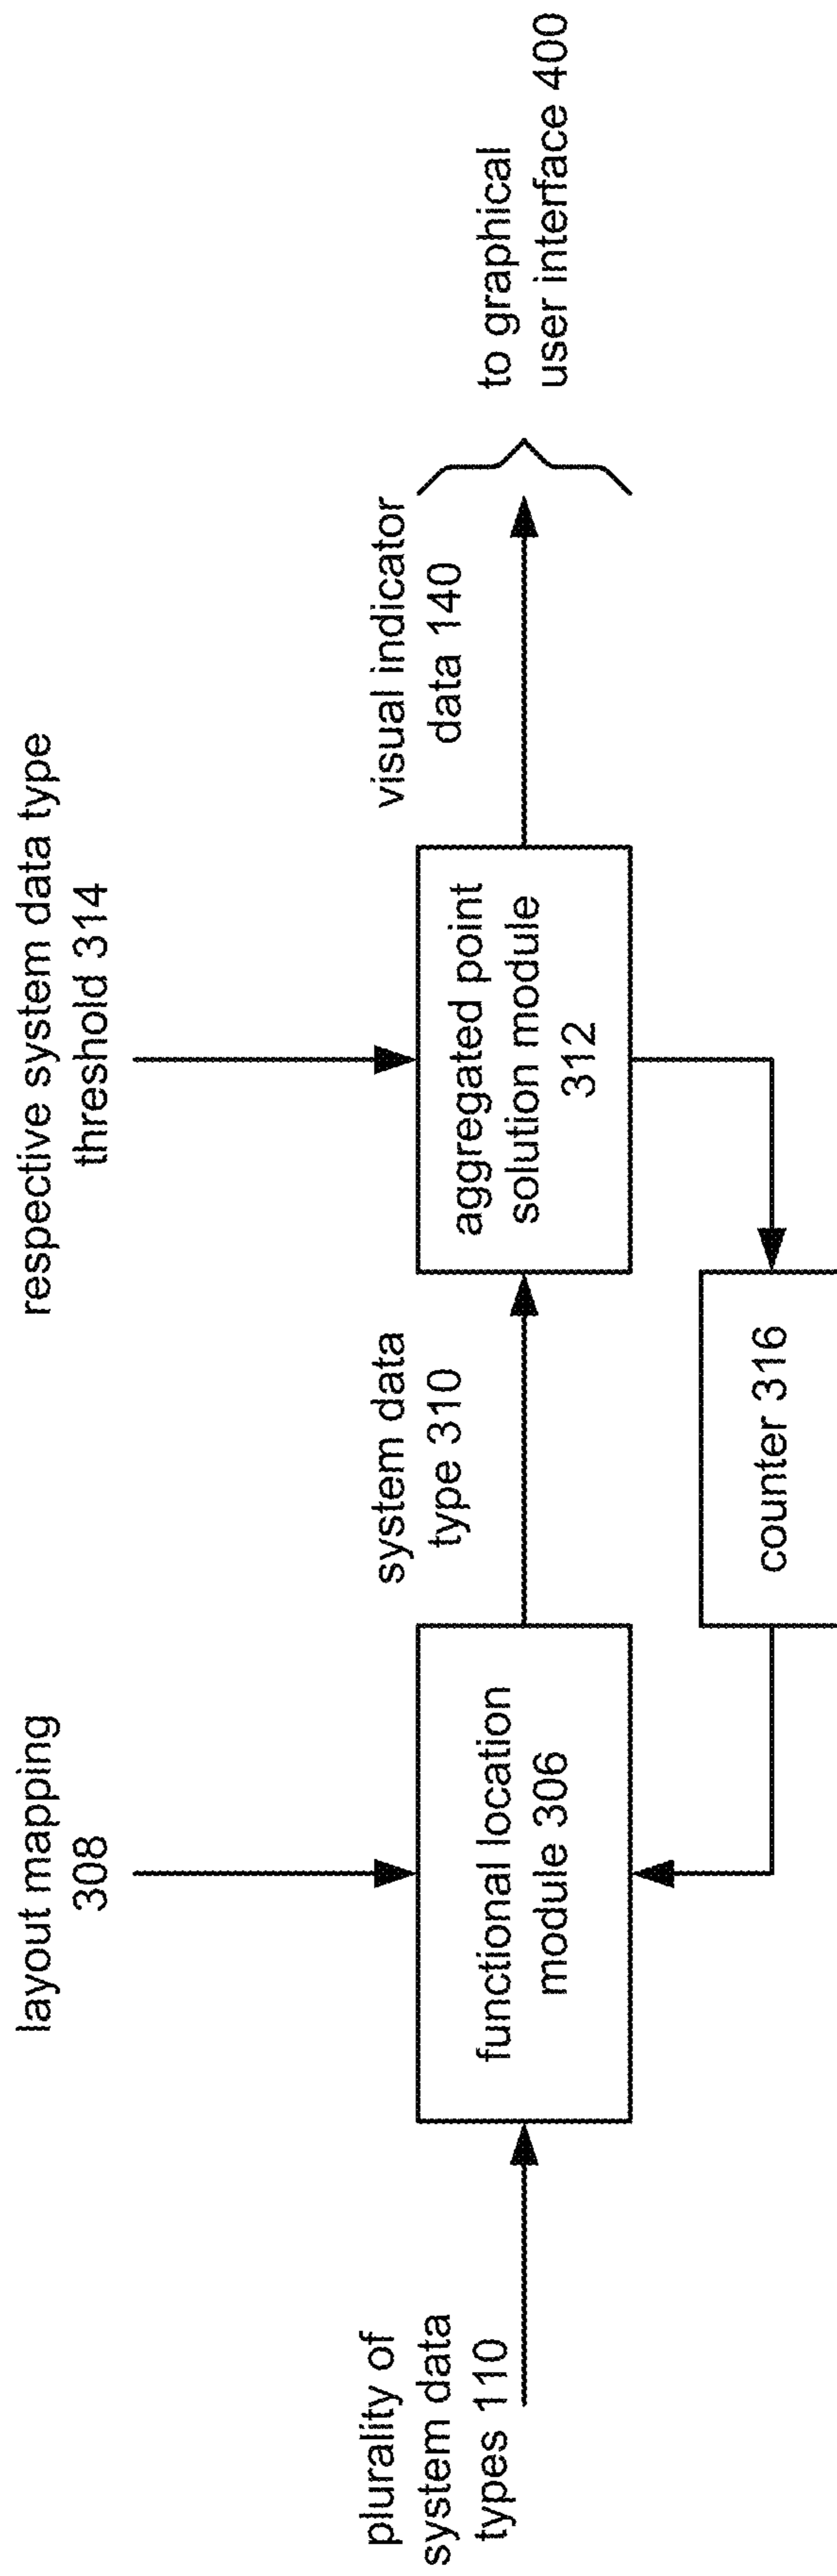 plurality of
system data
types 110
layout mapping
308
functional location
module 306
system data
type 310
respective system data type
threshold 314
aggregated point
solution module
312
counter 316
visual indicator
data 140
to graphical
user interface 400